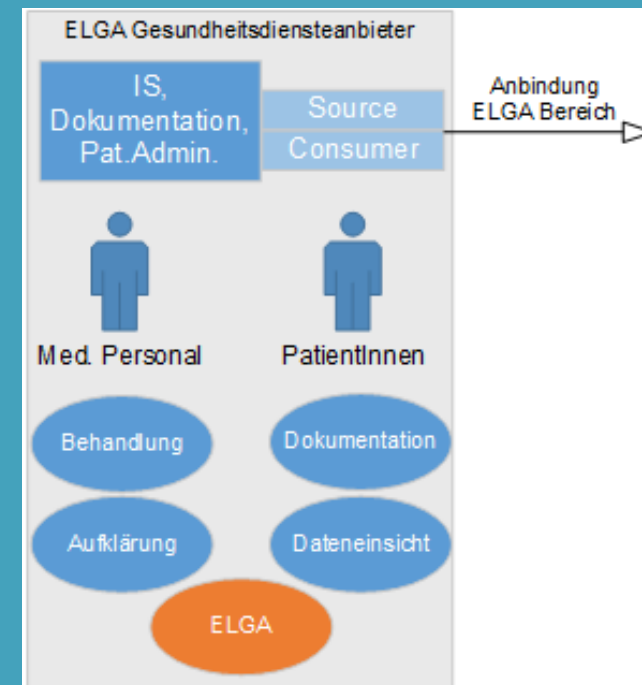 ELGA Gesundheitsdiensteanbieter
IS,
Dokumentation,
Pat.Admin.
Source
Consumer
Anbindung
ELGA Bereich
Med. Personal
PatientInnen
Behandlung
Dokumentation
Aufklärung
Dateneinsicht
ELGA